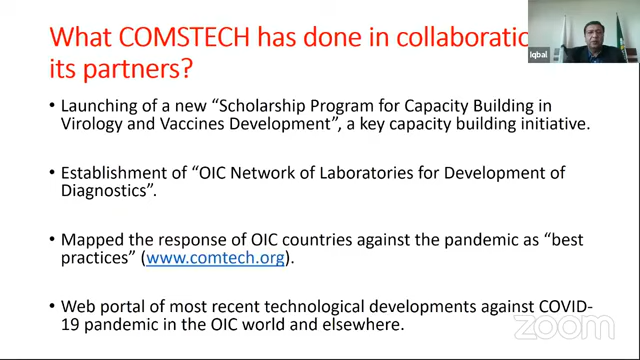 What COMSTECH has done in collaboratio
its partners?
Iqbal
• Launching of a new “Scholarship Program for Capacity Building in
Virology and Vaccines Development”, a key capacity building initiative.
• Establishment of “OIC Network of Laboratories for Development of
Diagnostics”.
• Mapped the response of OIC countries against the pandemic as “best
practices” (www.comtech.org).
• Web portal of most recent technological developments against COVID-
19 pandemic in the OIC world and elsewhere.
zoom